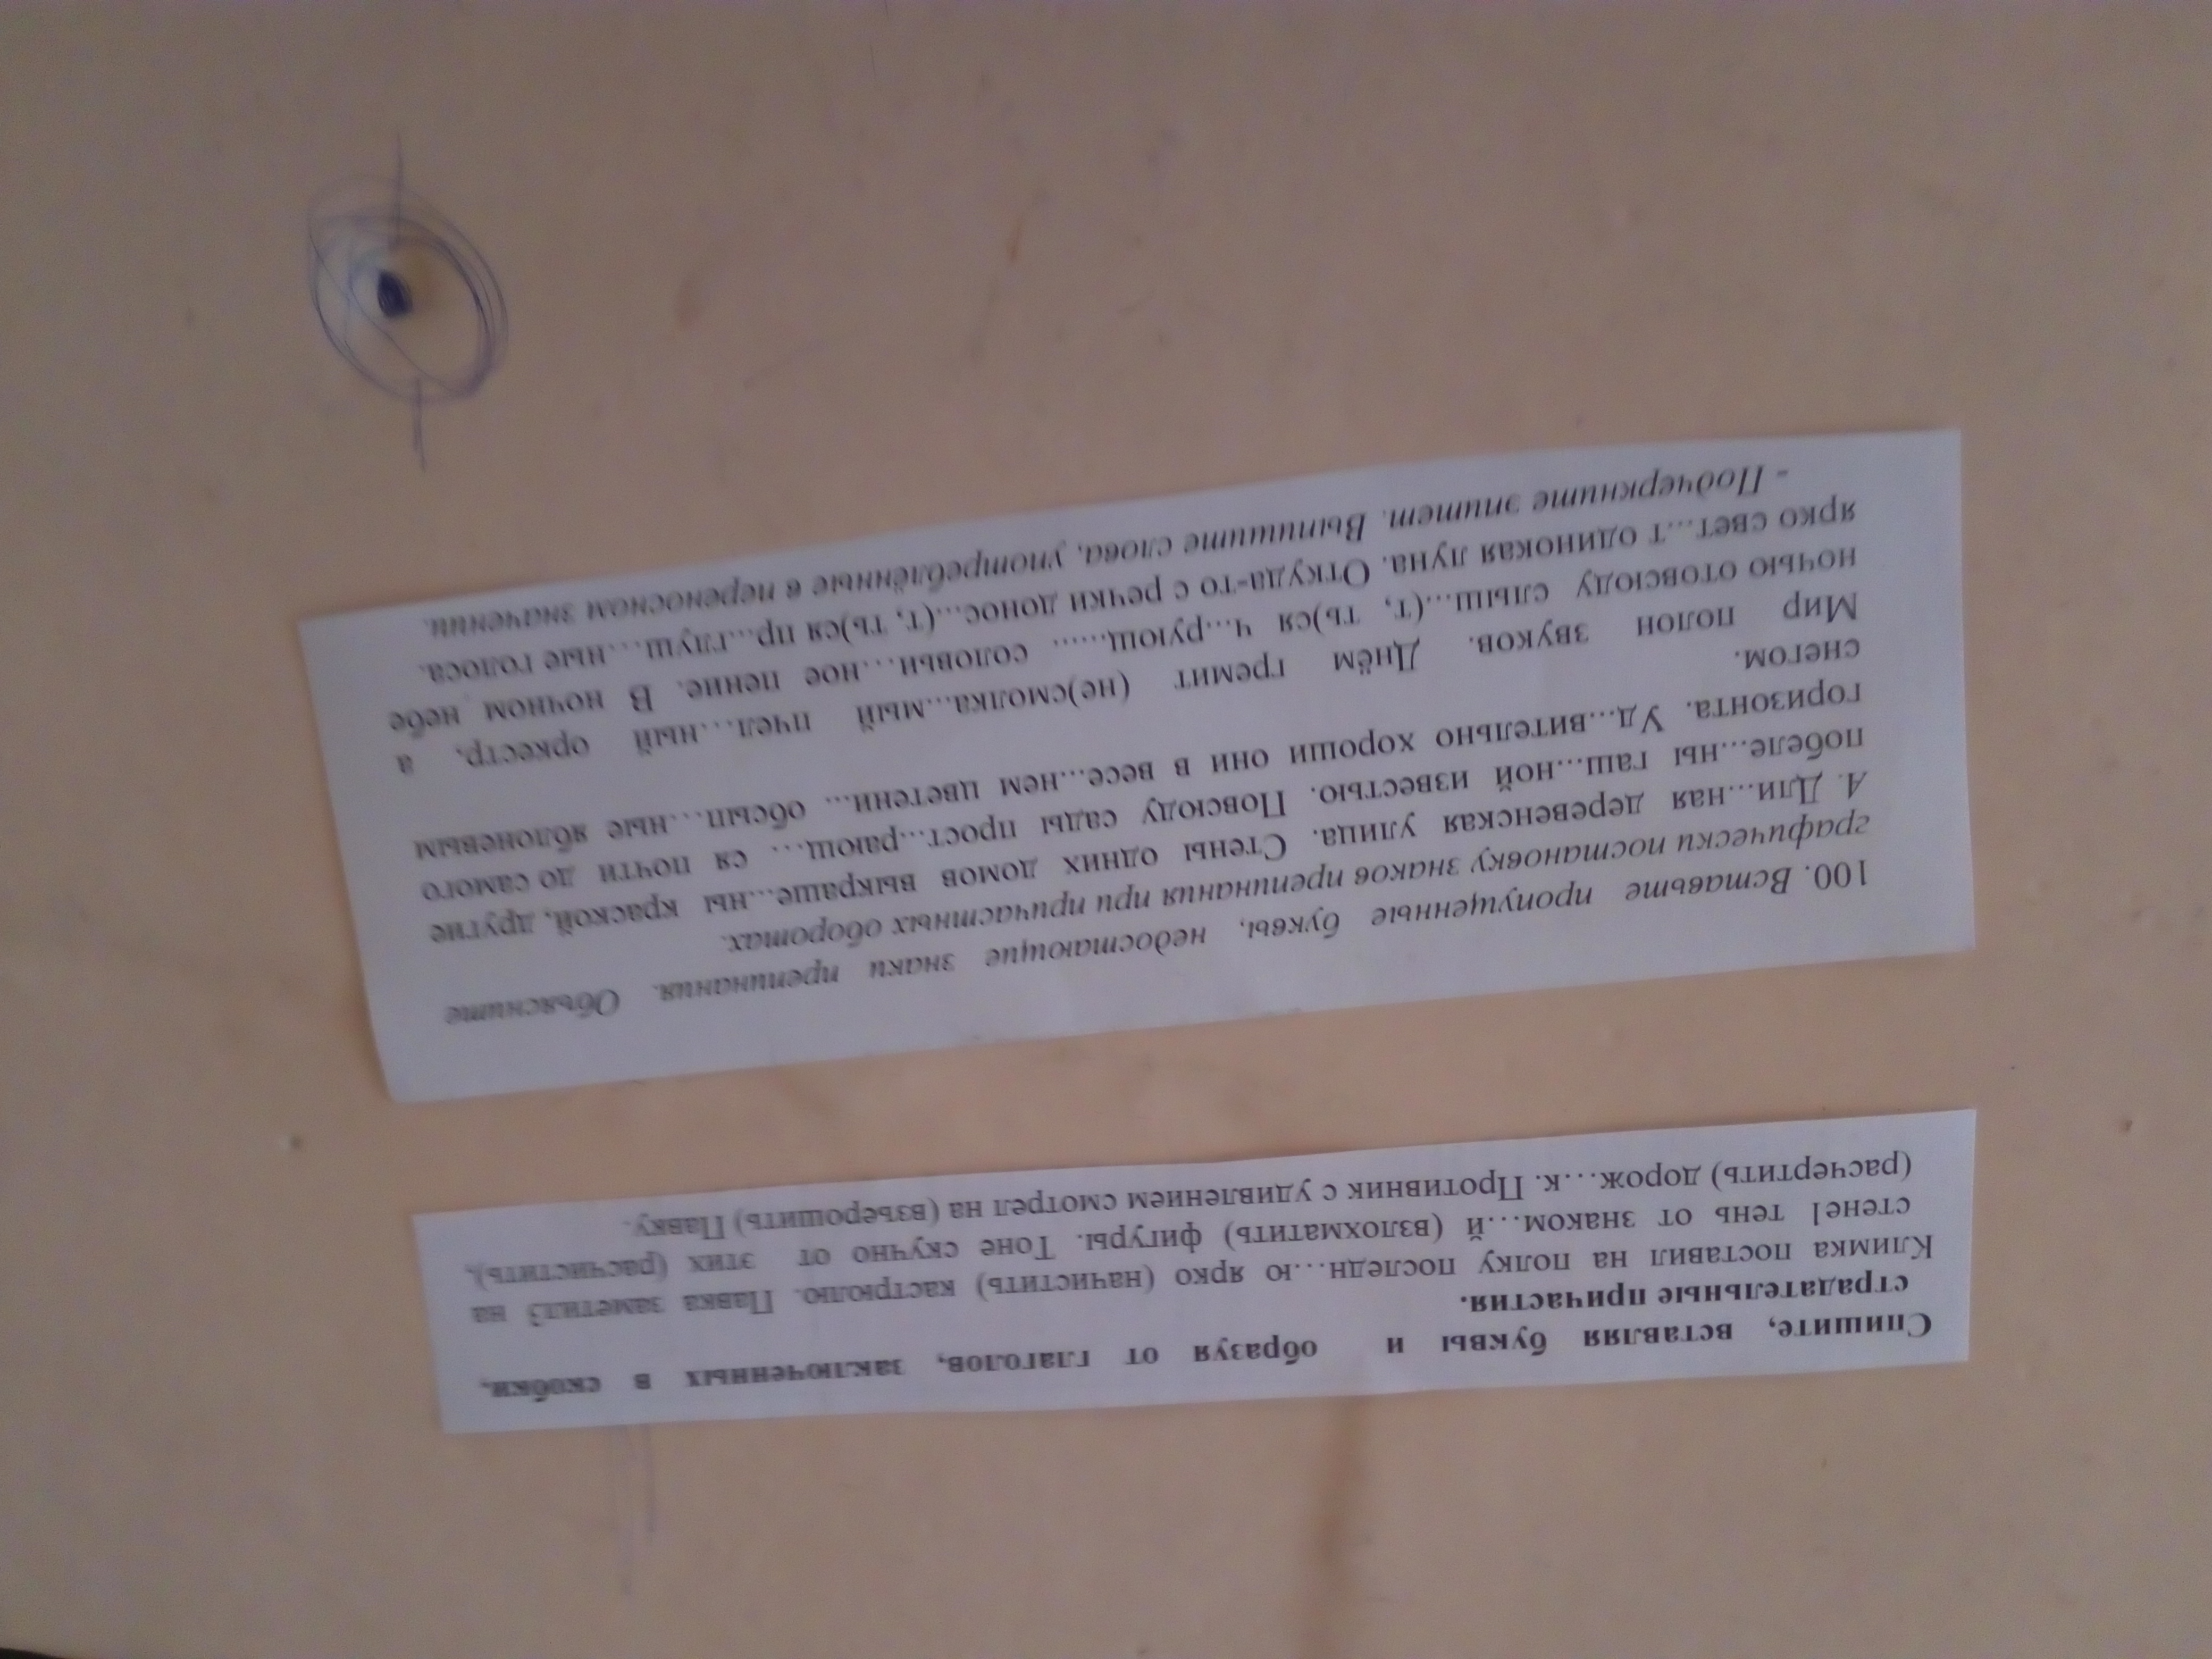 Спишите, вставляя буквы и образуя от глаголов, заключенных в скобки,
страдательные причастия.
Климка поставил на полку последн…ю ярко (начистить) кастрюлю. Павка заметил3 на
стене1 тень от знаком…й (взлохматить) фигуры. Тоне скучно от этих (расчистить),
(расчертить) дорож…к. Противник с удивлением смотрел на (взъерошить) Павку.
100. Вставьте пропущенные буквы, недостающие знаки препинания. Объясните
графически постановку знаков препинания при причастных оборотах.
А. Дли…ная деревенская улица. Стены одних домов выкраше…ны краской, другие
побеле…ны гаш…ной известью. Повсюду сады прост…рающ… ся почти до самого
горизонта. Уд…вительно хороши они в весе…нем цветени… обсып…ные яблоневым
снегом.
Мир полон звуков. Днём гремит (не)смолка…мый пчел…ный оркестр, а
ночью отовсюду слыш…(т, ть)ся ч…рующ…… соловьи…ное пение. В ночном небе
ярко свет…т одинокая луна. Откуда-то с речки донос…(т, ть)ся пр…глуш…ные голоса.
- Подчеркните эпитет. Выпишите слова, употреблённые в переносном значении.